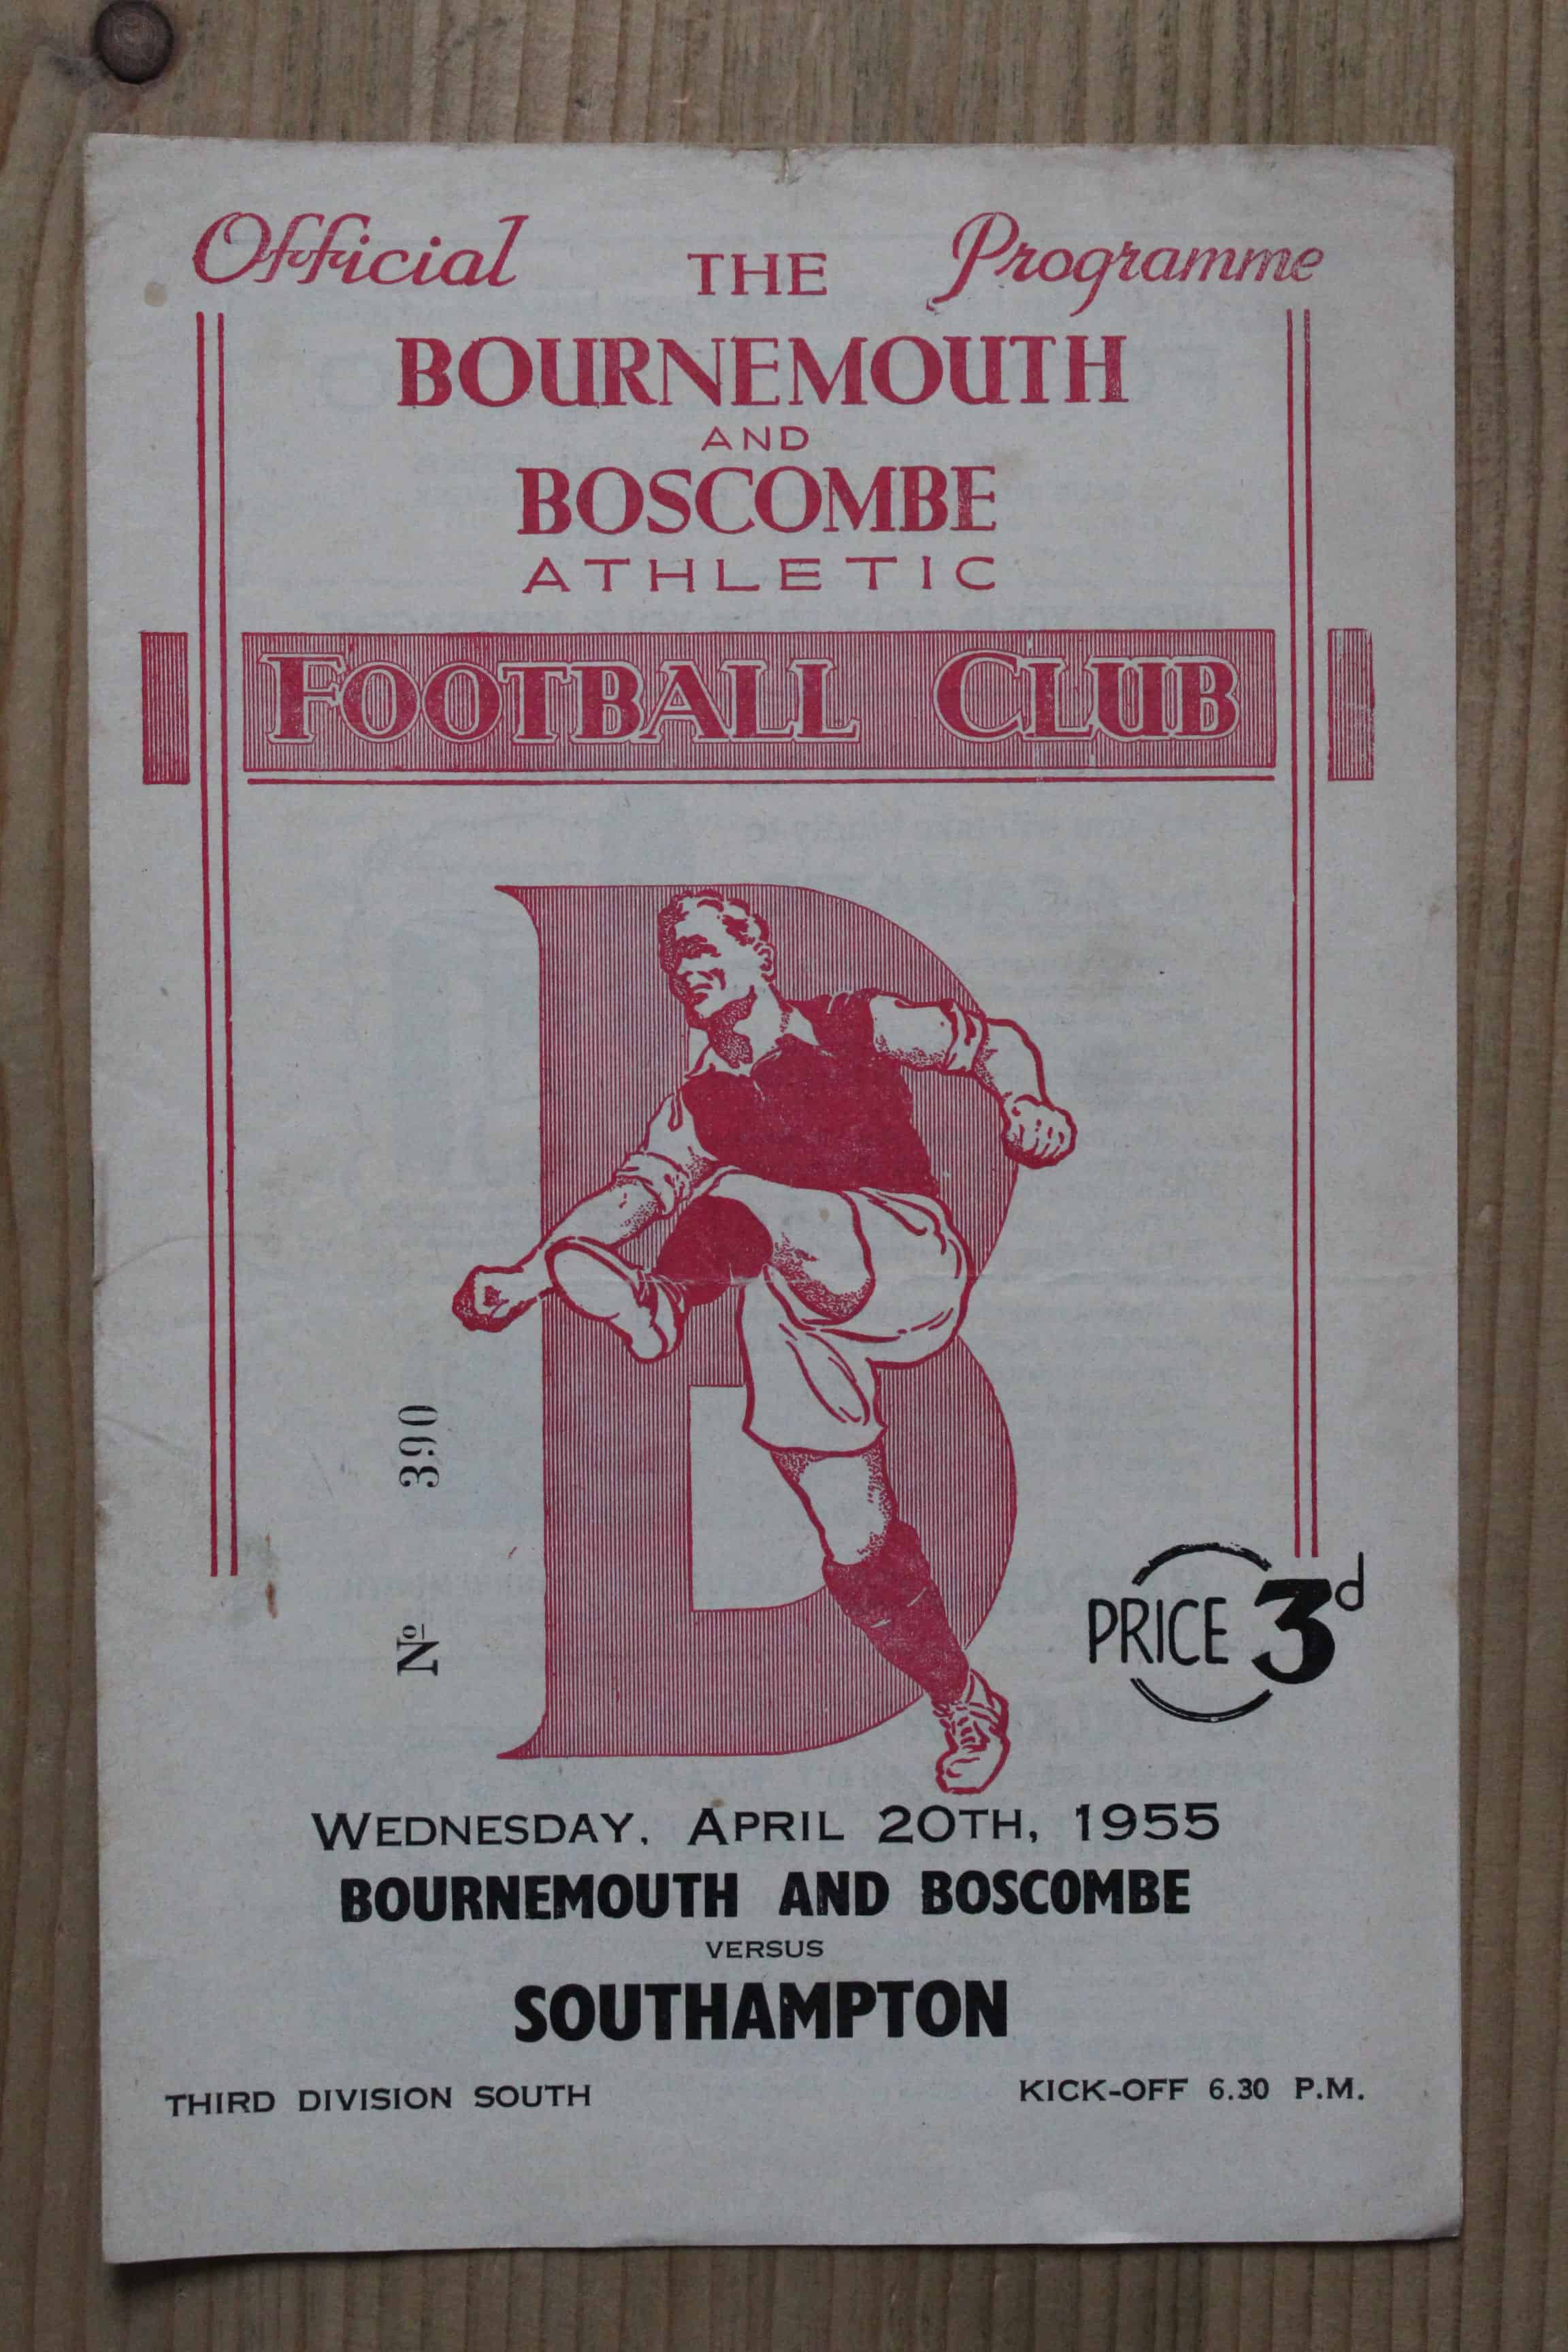 Official THE Programme
BOURNEMOUTH
AND
BOSCOMBE
ATHLETIC
FOOTBALL CLUB
Nº 390
PRICE 3d
WEDNESDAY, APRIL 20TH, 1955
BOURNEMOUTH AND BOSCOMBE
VERSUS
SOUTHAMPTON
THIRD DIVISION SOUTH KICK-OFF 6.30 P.M.